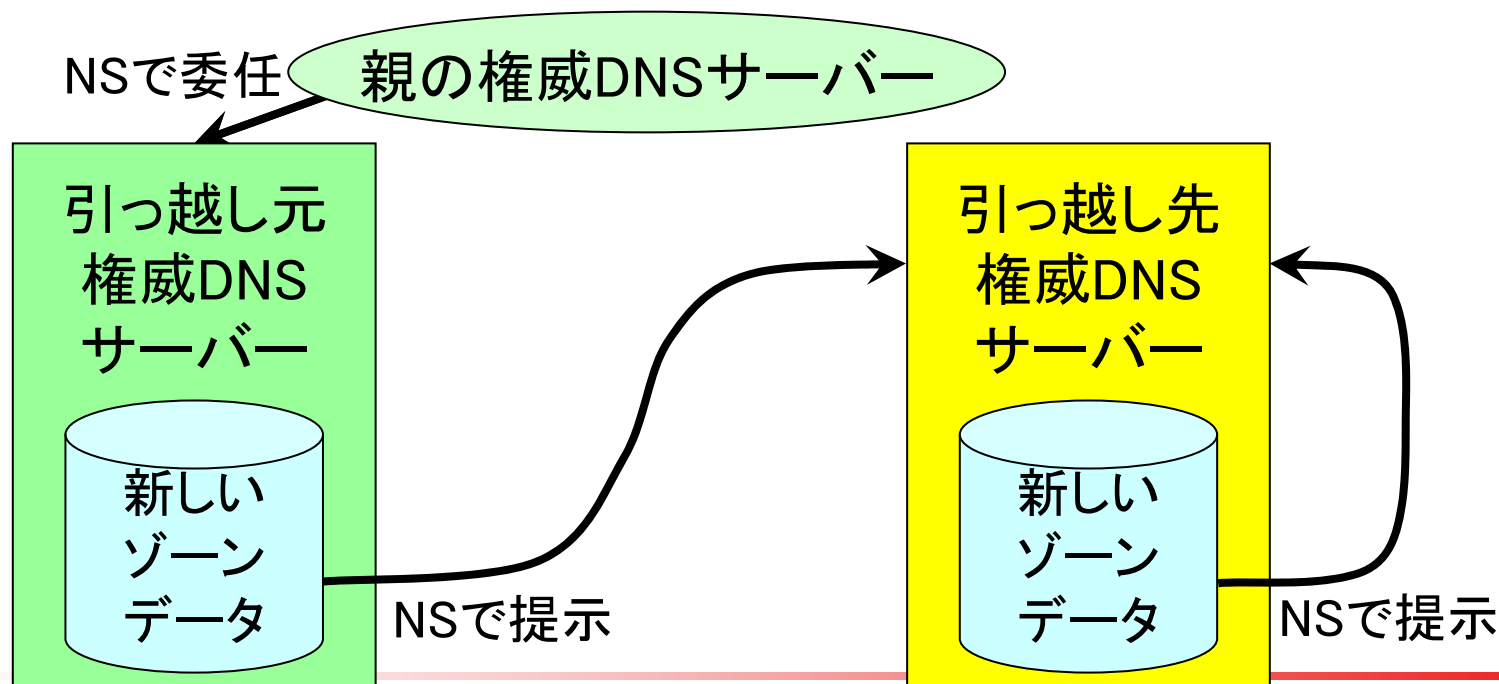 NSで委任
親の権威DNSサーバー
引っ越し元
権威DNS
サーバー
新しい
ゾーン
データ
NSで提示
引っ越し先
権威DNS
サーバー
新しい
ゾーン
データ
NSで提示